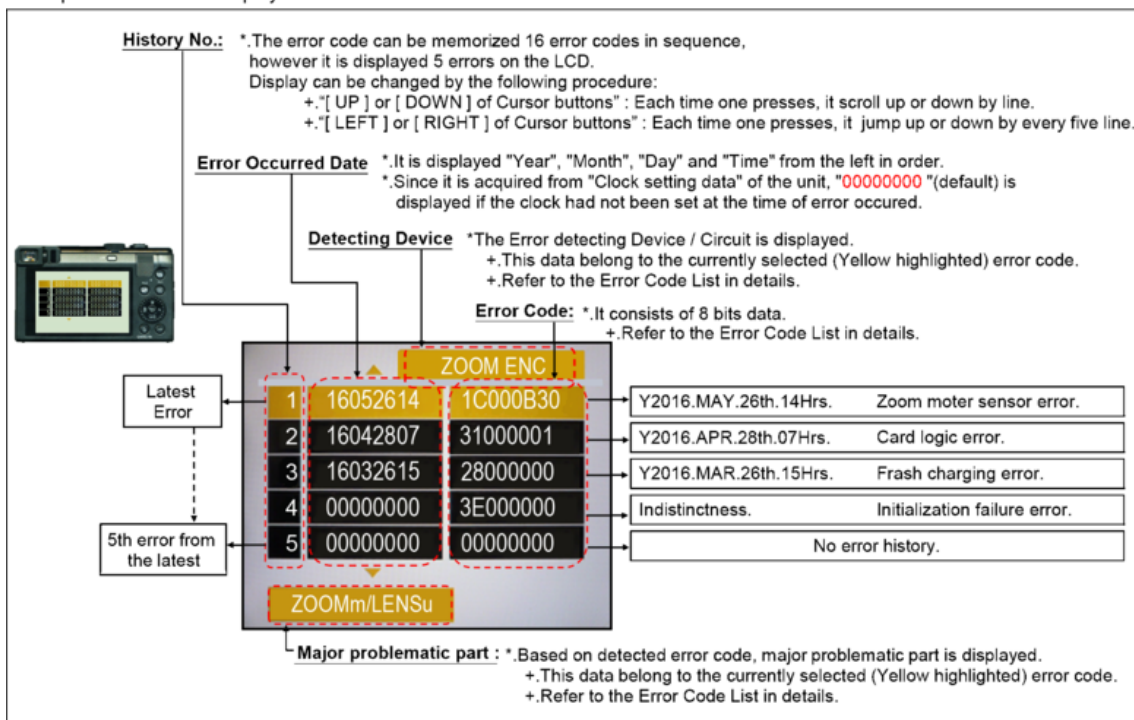 History No.: *.The error code can be memorized 16 error codes in sequence,
however it is displayed 5 errors on the LCD.
Display can be changed by the following procedure:
+."[ UP ] or [ DOWN ] of Cursor buttons" : Each time one presses, it scroll up or down by line.
+."[ LEFT ] or [ RIGHT ] of Cursor buttons" : Each time one presses, it jump up or down by every five line.
Error Occurred Date *.It is displayed "Year", "Month", "Day" and "Time" from the left in order.
*.Since it is acquired from "Clock setting data" of the unit, "00000000 "(default) is
displayed if the clock had not been set at the time of error occured.
Detecting Device *The Error detecting Device / Circuit is displayed.
+.This data belong to the currently selected (Yellow highlighted) error code.
+.Refer to the Error Code List in details.
Error Code: *.It consists of 8 bits data.
+.Refer to the Error Code List in details.
ZOOM ENC
Latest
Error
1 16052614 1C000B30 Y2016.MAY.26th.14Hrs. Zoom moter sensor error.
2 16042807 31000001 Y2016.APR.28th.07Hrs. Card logic error.
3 16032615 28000000 Y2016.MAR.26th.15Hrs. Frash charging error.
4 00000000 3E000000 Indistinctness. Initialization failure error.
5th error from
the latest
5 00000000 00000000 No error history.
ZOOMm/LENSu
Major problematic part : *.Based on detected error code, major problematic part is displayed.
+.This data belong to the currently selected (Yellow highlighted) error code.
+.Refer to the Error Code List in details.